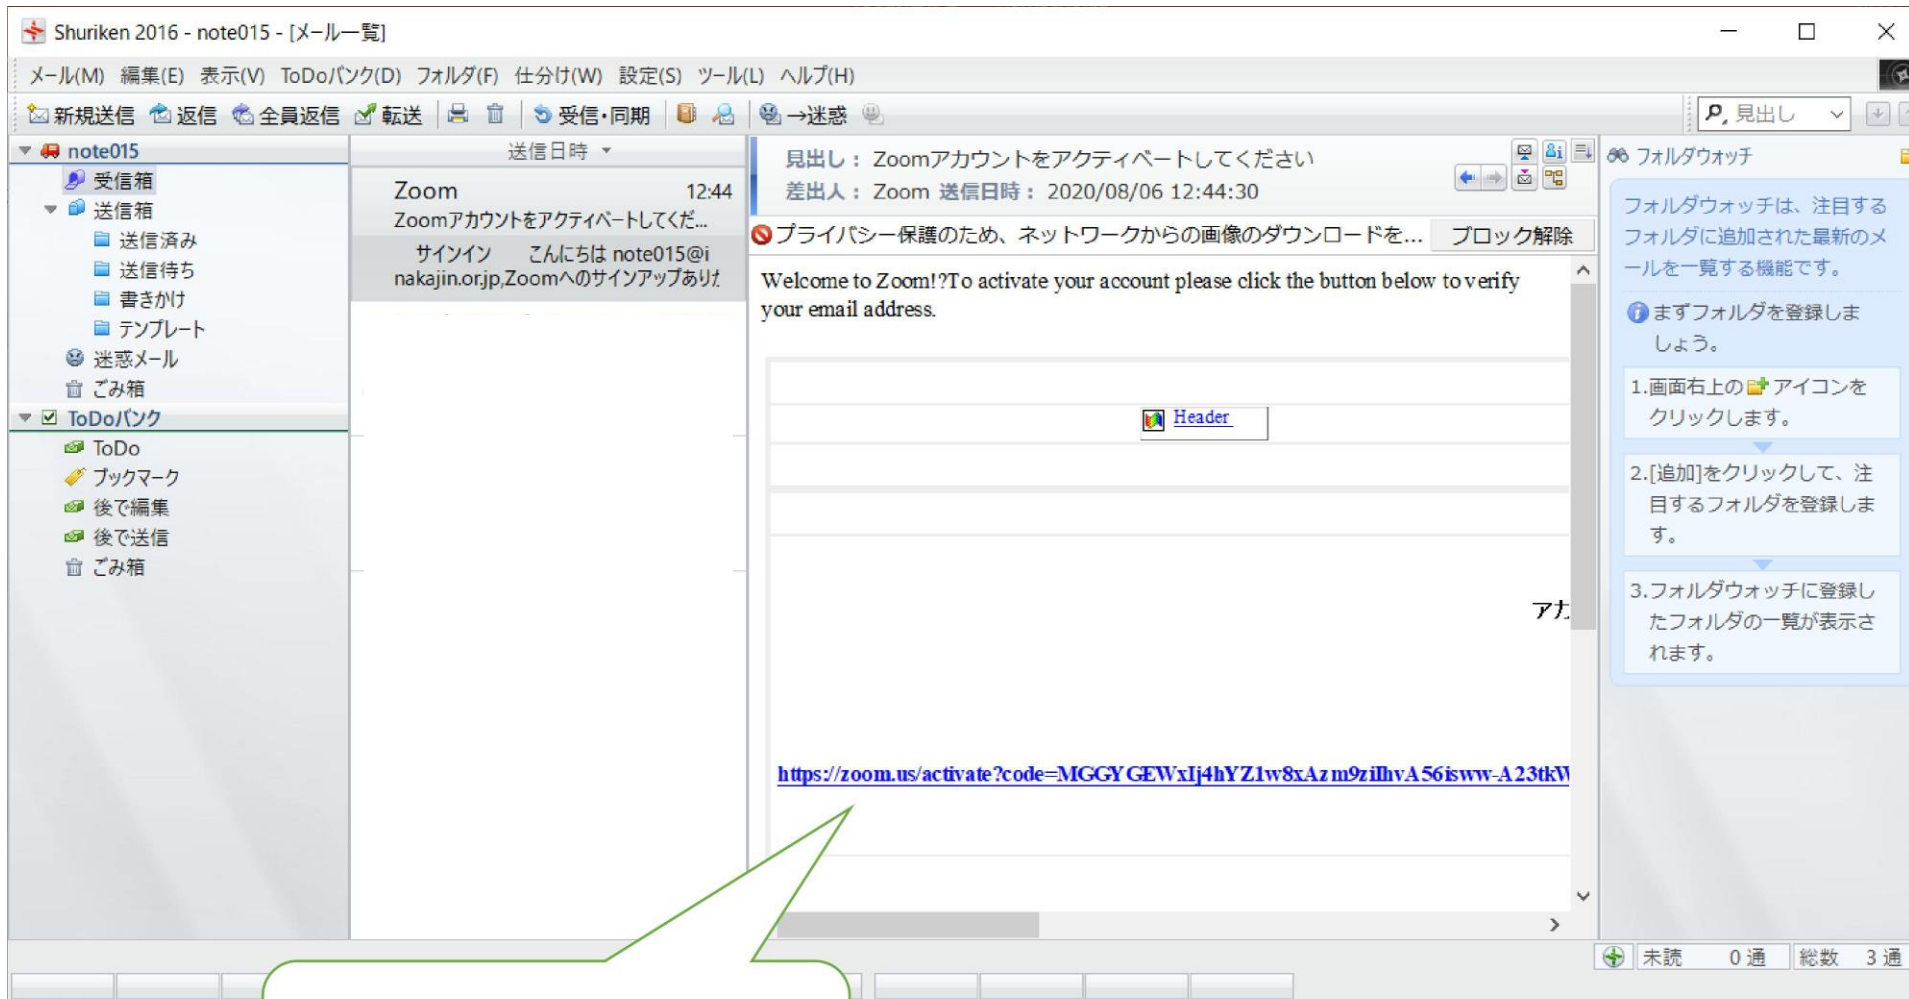 Shuriken 2016 - note015 - [メール一覧]
メール(M) 編集(E) 表示(V) ToDoバンク(D) フォルダ(F) 仕分け(W) 設定(S) ツール(L) ヘルプ(H)
新規送信 返信 全員返信 転送 受信・同期 →迷惑 見出し
note015
受信箱
送信箱
送信済み
送信待ち
書きかけ
テンプレート
迷惑メール
ごみ箱
ToDoバンク
ToDo
ブックマーク
後で編集
後で送信
ごみ箱
送信日時
Zoom 12:44
Zoomアカウントをアクティベートしてくだ...
サインイン こんにちは note015@i
nakajin.or.jp,Zoomへのサインアップあり
見出し： Zoomアカウントをアクティベートしてください
差出人： Zoom 送信日時： 2020/08/06 12:44:30
プライバシー保護のため、ネットワークからの画像のダウンロードを... ブロック解除
Welcome to Zoom!?To activate your account please click the button below to verify
your email address.
Header
アカ
https://zoom.us/activate?code=MGGYGEWxIj4hYZ1w8xAzm9ziIhvA56isww-A23tkW
フォルダウォッチ
フォルダウォッチは、注目する
フォルダに追加された最新のメ
ールを一覧する機能です。
まずフォルダを登録しま
しょう。
1.画面右上の アイコンを
クリックします。
2.[追加]をクリックして、注
目するフォルダを登録しま
す。
3.フォルダウォッチに登録し
たフォルダの一覧が表示さ
れます。
未読 0通 総数 3通